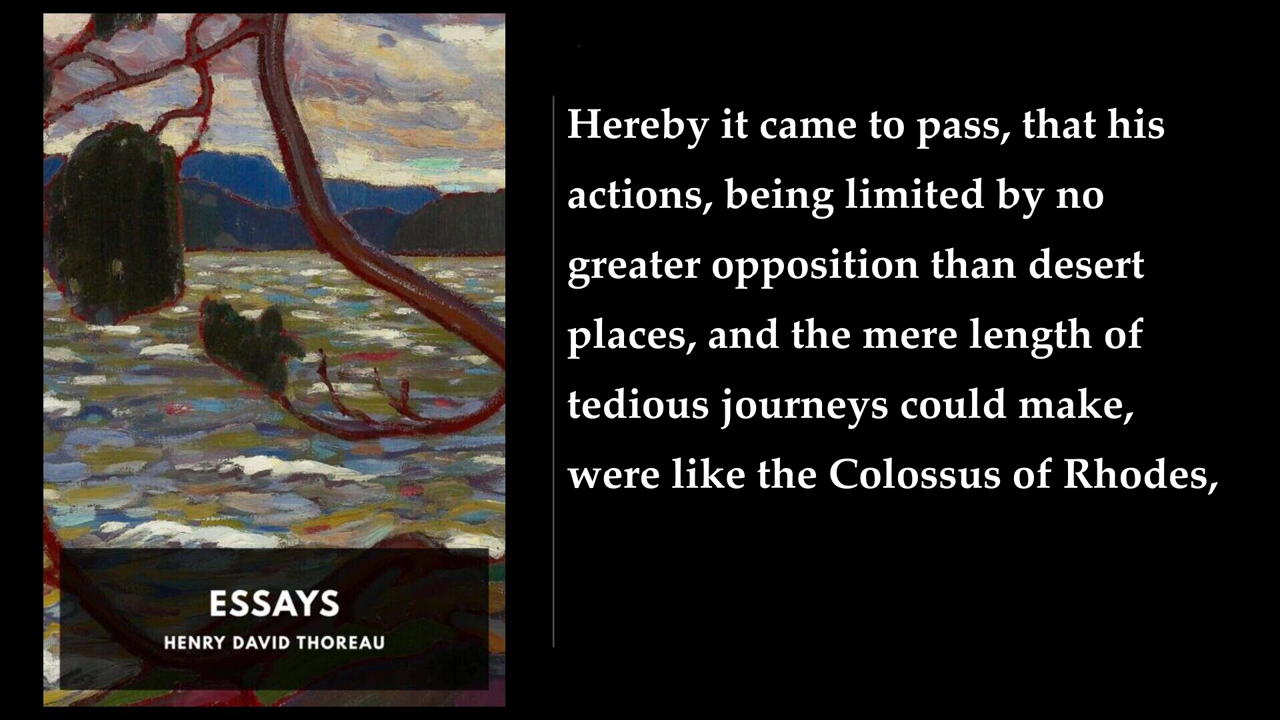 ESSAYS
HENRY DAVID THOREAU
Hereby it came to pass, that his
actions, being limited by no
greater opposition than desert
places, and the mere length of
tedious journeys could make,
were like the Colossus of Rhodes,